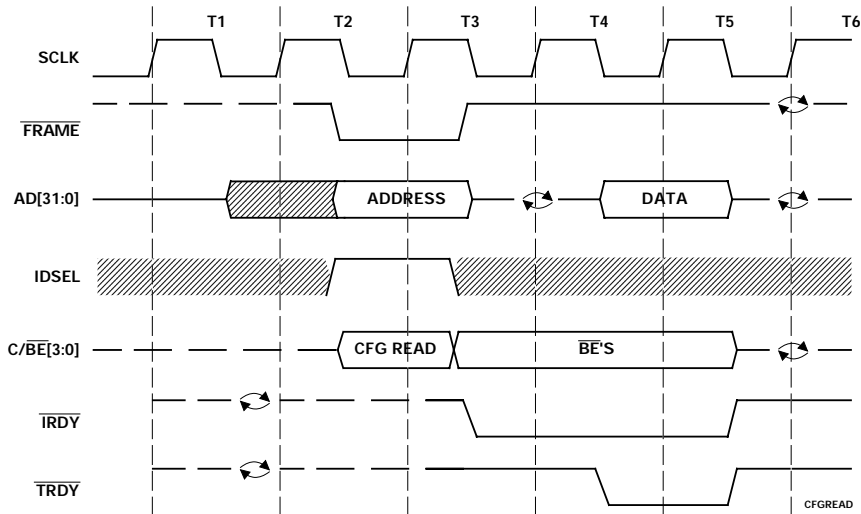 T1 T2 T3 T4 T5 T6
SCLK
FRAME
AD[31:0] ADDRESS DATA
IDSEL
C/BE[3:0] CFG READ BE'S
IRDY
TRDY
CFGREAD